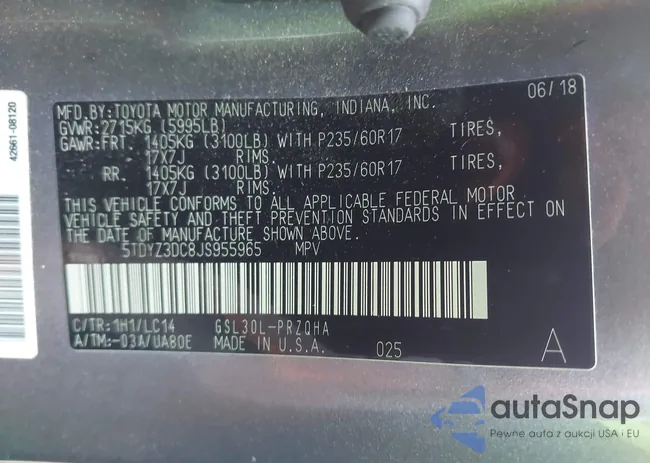 42661-08120
06/18
MFD.BY:TOYOTA MOTOR MANUFACTURING, INDIANA, INC.
GVWR:2715KG (5995LB)
GAWR:FRT. 1405KG (3100LB) WITH P235/60R17 TIRES,
17X7J RIMS.
RR. 1405KG (3100LB) WITH P235/60R17 TIRES,
17X7J RIMS.
THIS VEHICLE CONFORMS TO ALL APPLICABLE FEDERAL MOTOR
VEHICLE SAFETY AND THEFT PREVENTION STANDARDS IN EFFECT ON
DATE OF MANUFACTURE SHOWN ABOVE.
5TDYZ3DC8JS955965 MPV
C/TR:1H1/LC14 GSL30L-PRZQHA
A/TM:-03A/UA80E MADE IN U.S.A. 025 A
autoSnap
Pewne auta z aukcji USA i EU